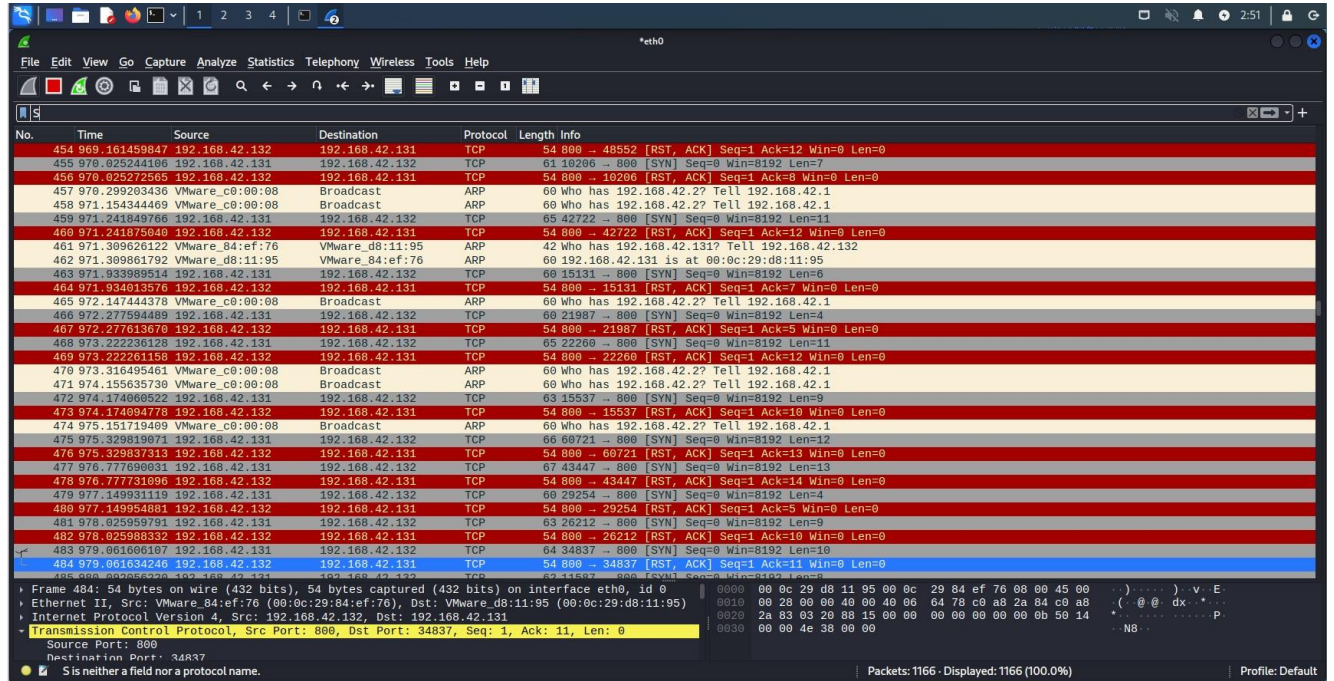 1 2 3 4 2:51
*eth0
File Edit View Go Capture Analyze Statistics Telephony Wireless Tools Help
S
No. Time Source Destination Protocol Length Info
454 969.161459847 192.168.42.132 192.168.42.131 TCP 54 800 → 48552 [RST, ACK] Seq=1 Ack=12 Win=0 Len=0
455 970.025244106 192.168.42.131 192.168.42.132 TCP 61 10206 → 800 [SYN] Seq=0 Win=8192 Len=7
456 970.025272565 192.168.42.132 192.168.42.131 TCP 54 800 → 10206 [RST, ACK] Seq=1 Ack=8 Win=0 Len=0
457 970.299203436 VMware_c0:00:08 Broadcast ARP 60 Who has 192.168.42.2? Tell 192.168.42.1
458 971.154344469 VMware_c0:00:08 Broadcast ARP 60 Who has 192.168.42.2? Tell 192.168.42.1
459 971.241849766 192.168.42.131 192.168.42.132 TCP 65 42722 → 800 [SYN] Seq=0 Win=8192 Len=11
460 971.241875040 192.168.42.132 192.168.42.131 TCP 54 800 → 42722 [RST, ACK] Seq=1 Ack=12 Win=0 Len=0
461 971.309626122 VMware_84:ef:76 VMware_d8:11:95 ARP 42 Who has 192.168.42.131? Tell 192.168.42.132
462 971.309861792 VMware_d8:11:95 VMware_84:ef:76 ARP 60 192.168.42.131 is at 00:0c:29:d8:11:95
463 971.933989514 192.168.42.131 192.168.42.132 TCP 60 15131 → 800 [SYN] Seq=0 Win=8192 Len=6
464 971.934013576 192.168.42.132 192.168.42.131 TCP 54 800 → 15131 [RST, ACK] Seq=1 Ack=7 Win=0 Len=0
465 972.147444378 VMware_c0:00:08 Broadcast ARP 60 Who has 192.168.42.2? Tell 192.168.42.1
466 972.277594489 192.168.42.131 192.168.42.132 TCP 60 21987 → 800 [SYN] Seq=0 Win=8192 Len=4
467 972.277613670 192.168.42.132 192.168.42.131 TCP 54 800 → 21987 [RST, ACK] Seq=1 Ack=5 Win=0 Len=0
468 973.222236128 192.168.42.131 192.168.42.132 TCP 65 22260 → 800 [SYN] Seq=0 Win=8192 Len=11
469 973.222261158 192.168.42.132 192.168.42.131 TCP 54 800 → 22260 [RST, ACK] Seq=1 Ack=12 Win=0 Len=0
470 973.316495461 VMware_c0:00:08 Broadcast ARP 60 Who has 192.168.42.2? Tell 192.168.42.1
471 974.155635730 VMware_c0:00:08 Broadcast ARP 60 Who has 192.168.42.2? Tell 192.168.42.1
472 974.174060522 192.168.42.131 192.168.42.132 TCP 63 15537 → 800 [SYN] Seq=0 Win=8192 Len=9
473 974.174094778 192.168.42.132 192.168.42.131 TCP 54 800 → 15537 [RST, ACK] Seq=1 Ack=10 Win=0 Len=0
474 975.151719409 VMware_c0:00:08 Broadcast ARP 60 Who has 192.168.42.2? Tell 192.168.42.1
475 975.329819071 192.168.42.131 192.168.42.132 TCP 66 60721 → 800 [SYN] Seq=0 Win=8192 Len=12
476 975.329837313 192.168.42.132 192.168.42.131 TCP 54 800 → 60721 [RST, ACK] Seq=1 Ack=13 Win=0 Len=0
477 976.777690031 192.168.42.131 192.168.42.132 TCP 67 43447 → 800 [SYN] Seq=0 Win=8192 Len=13
478 976.777731096 192.168.42.132 192.168.42.131 TCP 54 800 → 43447 [RST, ACK] Seq=1 Ack=14 Win=0 Len=0
479 977.149931119 192.168.42.131 192.168.42.132 TCP 60 29254 → 800 [SYN] Seq=0 Win=8192 Len=4
480 977.149954881 192.168.42.132 192.168.42.131 TCP 54 800 → 29254 [RST, ACK] Seq=1 Ack=5 Win=0 Len=0
481 978.025959791 192.168.42.131 192.168.42.132 TCP 63 26212 → 800 [SYN] Seq=0 Win=8192 Len=9
482 978.025988332 192.168.42.132 192.168.42.131 TCP 54 800 → 26212 [RST, ACK] Seq=1 Ack=10 Win=0 Len=0
483 979.061606107 192.168.42.131 192.168.42.132 TCP 64 34837 → 800 [SYN] Seq=0 Win=8192 Len=10
484 979.061634246 192.168.42.132 192.168.42.131 TCP 54 800 → 34837 [RST, ACK] Seq=1 Ack=11 Win=0 Len=0
485 980.092056220 192.168.42.131 192.168.42.132 TCP 62 11587 → 800 [SYN] Seq=0 Win=8192 Len=8
Frame 484: 54 bytes on wire (432 bits), 54 bytes captured (432 bits) on interface eth0, id 0
Ethernet II, Src: VMware_84:ef:76 (00:0c:29:84:ef:76), Dst: VMware_d8:11:95 (00:0c:29:d8:11:95)
Internet Protocol Version 4, Src: 192.168.42.132, Dst: 192.168.42.131
Transmission Control Protocol, Src Port: 800, Dst Port: 34837, Seq: 1, Ack: 11, Len: 0
Source Port: 800
Destination Port: 34837
0000 00 0c 29 d8 11 95 00 0c 29 84 ef 76 08 00 45 00 ··)····· )··v··E·
0010 00 28 00 00 40 00 40 06 64 78 c0 a8 2a 84 c0 a8 ·(··@·@· dx··*···
0020 2a 83 03 20 88 15 00 00 00 00 00 00 00 0b 50 14 *·· ···· ······P·
0030 00 00 4e 38 00 00 ··N8··
S is neither a field nor a protocol name. Packets: 1166 · Displayed: 1166 (100.0%) Profile: Default